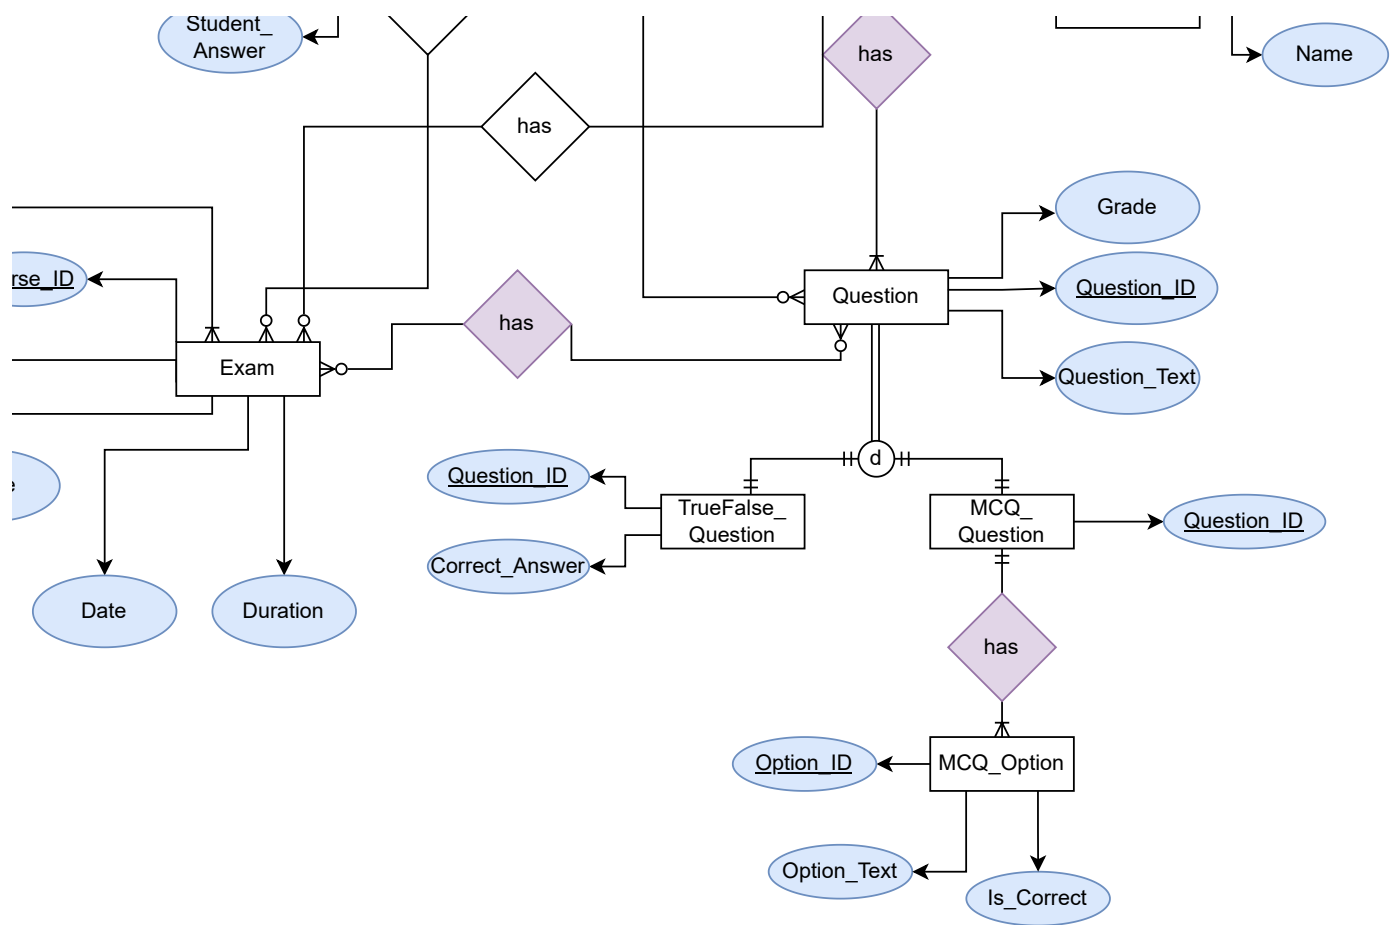 Student_
Answer
has
Name
has
Grade
rse_ID
Question_ID
Question
has
Exam
Question_Text
d
Question_ID
TrueFalse_
Question
MCQ_
Question
Question_ID
Correct_Answer
Date
Duration
has
Option_ID
MCQ_Option
Option_Text
Is_Correct